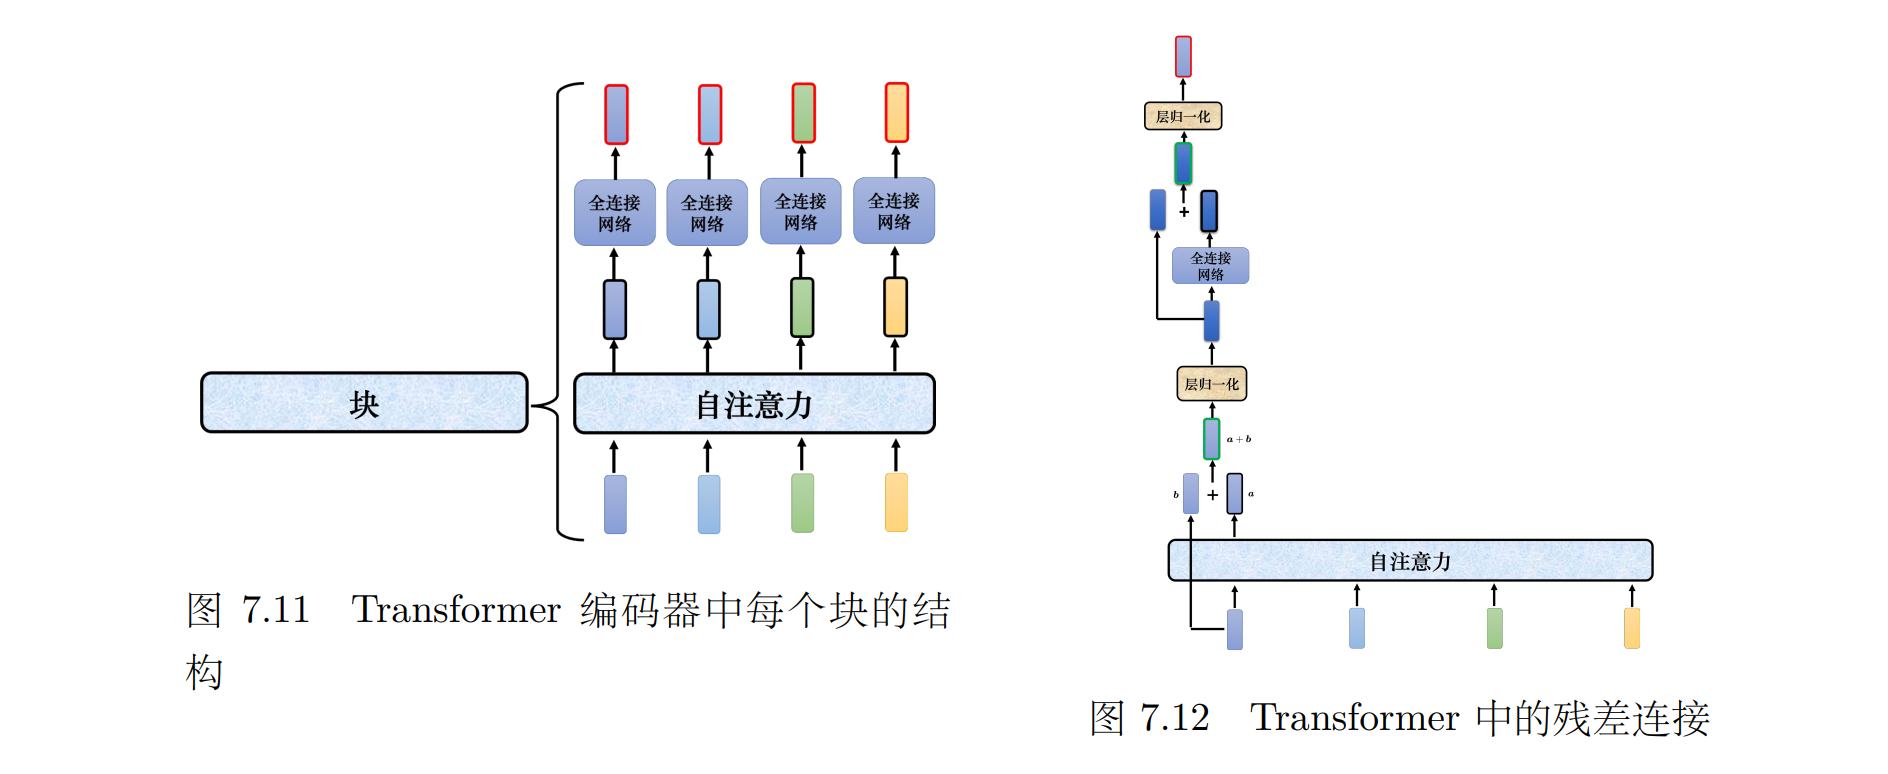 全连接
网络
全连接
网络
全连接
网络
全连接
网络
块
自注意力
图 7.11 Transformer 编码器中每个块的结
构
层归一化
+
全连接
网络
层归一化
a + b
b + a
自注意力
图 7.12 Transformer 中的残差连接